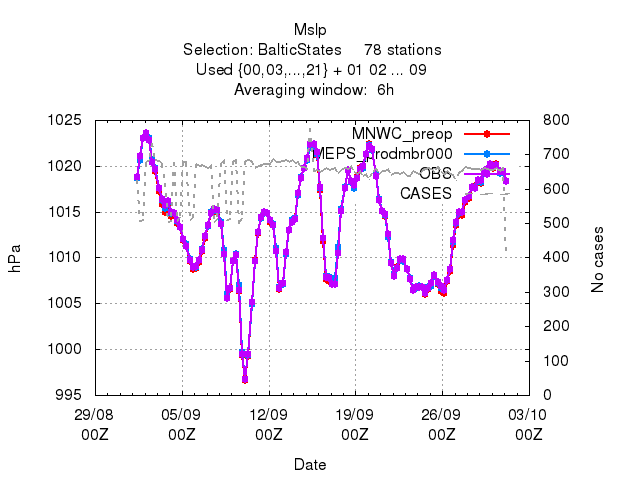 Mslp
Selection: BalticStates 78 stations
Used {00,03,...,21} + 01 02 ... 09
Averaging window: 6h
1025
1020
1015
1010
1005
1000
995
hPa
800
700
600
500
400
300
200
100
0
No cases
MNWC_preop
MEPS_prodmbr000
OBS
CASES
29/08 05/09 12/09 19/09 26/09 03/10
00Z 00Z 00Z 00Z 00Z 00Z
Date